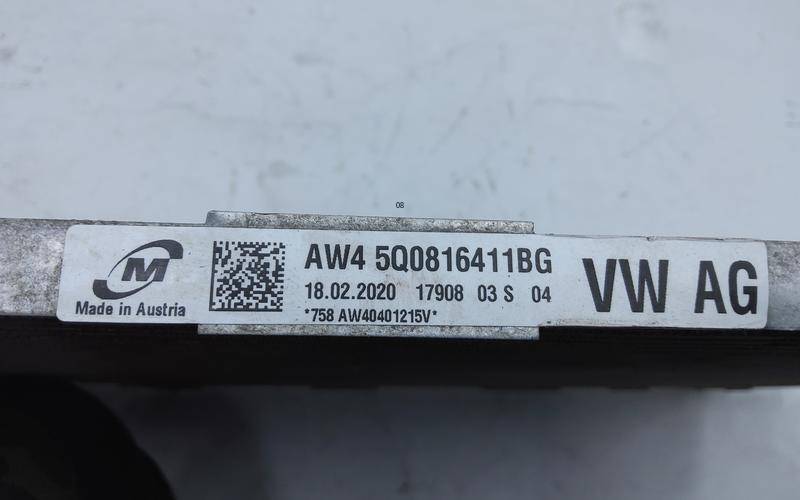 08
M
Made in Austria
AW4 5Q0816411BG
18.02.2020 17908 03 S 04
*758 AW40401215V*
VW AG